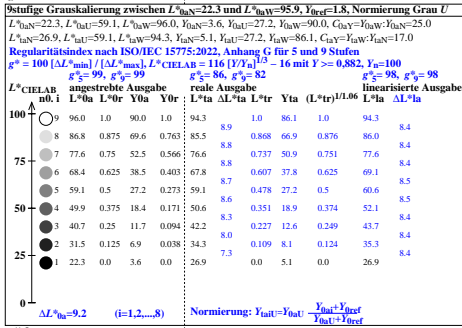 9stufige Grauskalierung zwischen L*0aN=22.3 und L*0aW=95.9, Y0ref=1.8, Normierung Grau U
L*0aN=22.3, L*0aU=59.1, L*0aW=96.0, Y0aN=3.6, Y0aU=27.2, Y0aW=90.0, C0aY=Y0aW:Y0aN=25.0
L*taN=26.9, L*taU=59.1, L*taW=94.3, YtaN=5.1, YtaU=27.2, YtaW=86.1, CtaY=YtaW:YtaN=17.0
Regularitätsindex nach ISO/IEC 15775:2022, Anhang G für 5 und 9 Stufen
g* = 100 [ΔL*min] / [ΔL*max], L*CIELAB = 116 [Y/Yn]1/3 - 16 mit Y >= 0,882, Yn=100
g*5= 99, g*9= 99 g*5= 86, g*9= 82 g*5= 98, g*9= 98
L*CIELAB angestrebte Ausgabe reale Ausgabe linearisierte Ausgabe
n0. i L*0a L*0r Y0a Y0r L*ta ΔL*ta L*tr Yta (L*tr)1/1.06 L*la ΔL*la
9 96.0 1.0 90.0 1.0 94.3 1.0 86.1 1.0 94.3
8.9 8.4
8 86.8 0.875 69.6 0.763 85.5 0.868 66.9 0.876 86.0
8.8 8.4
75 7 77.6 0.75 52.5 0.566 76.6 0.737 50.9 0.751 77.6
8.8 8.4
6 68.4 0.625 38.5 0.403 67.8 0.607 37.8 0.625 69.1
8.6 8.5
5 59.1 0.5 27.2 0.273 59.1 0.478 27.2 0.5 60.6
8.5 8.5
50 4 49.9 0.375 18.4 0.171 50.6 0.351 18.9 0.374 52.1
8.3 8.4
3 40.7 0.25 11.7 0.094 42.2 0.227 12.6 0.249 43.7
8.0 8.4
2 31.5 0.125 6.9 0.038 34.3 0.109 8.1 0.124 35.3
7.3 8.4
25 1 22.3 0.0 3.6 0.0 26.9 0.0 5.1 0.0 26.9
100
0
ΔL*0a=9.2 (i=1,2,...,8) Normierung: YtaiU=Y0aU Y0ai+Y0ref
Y0aU+Y0ref